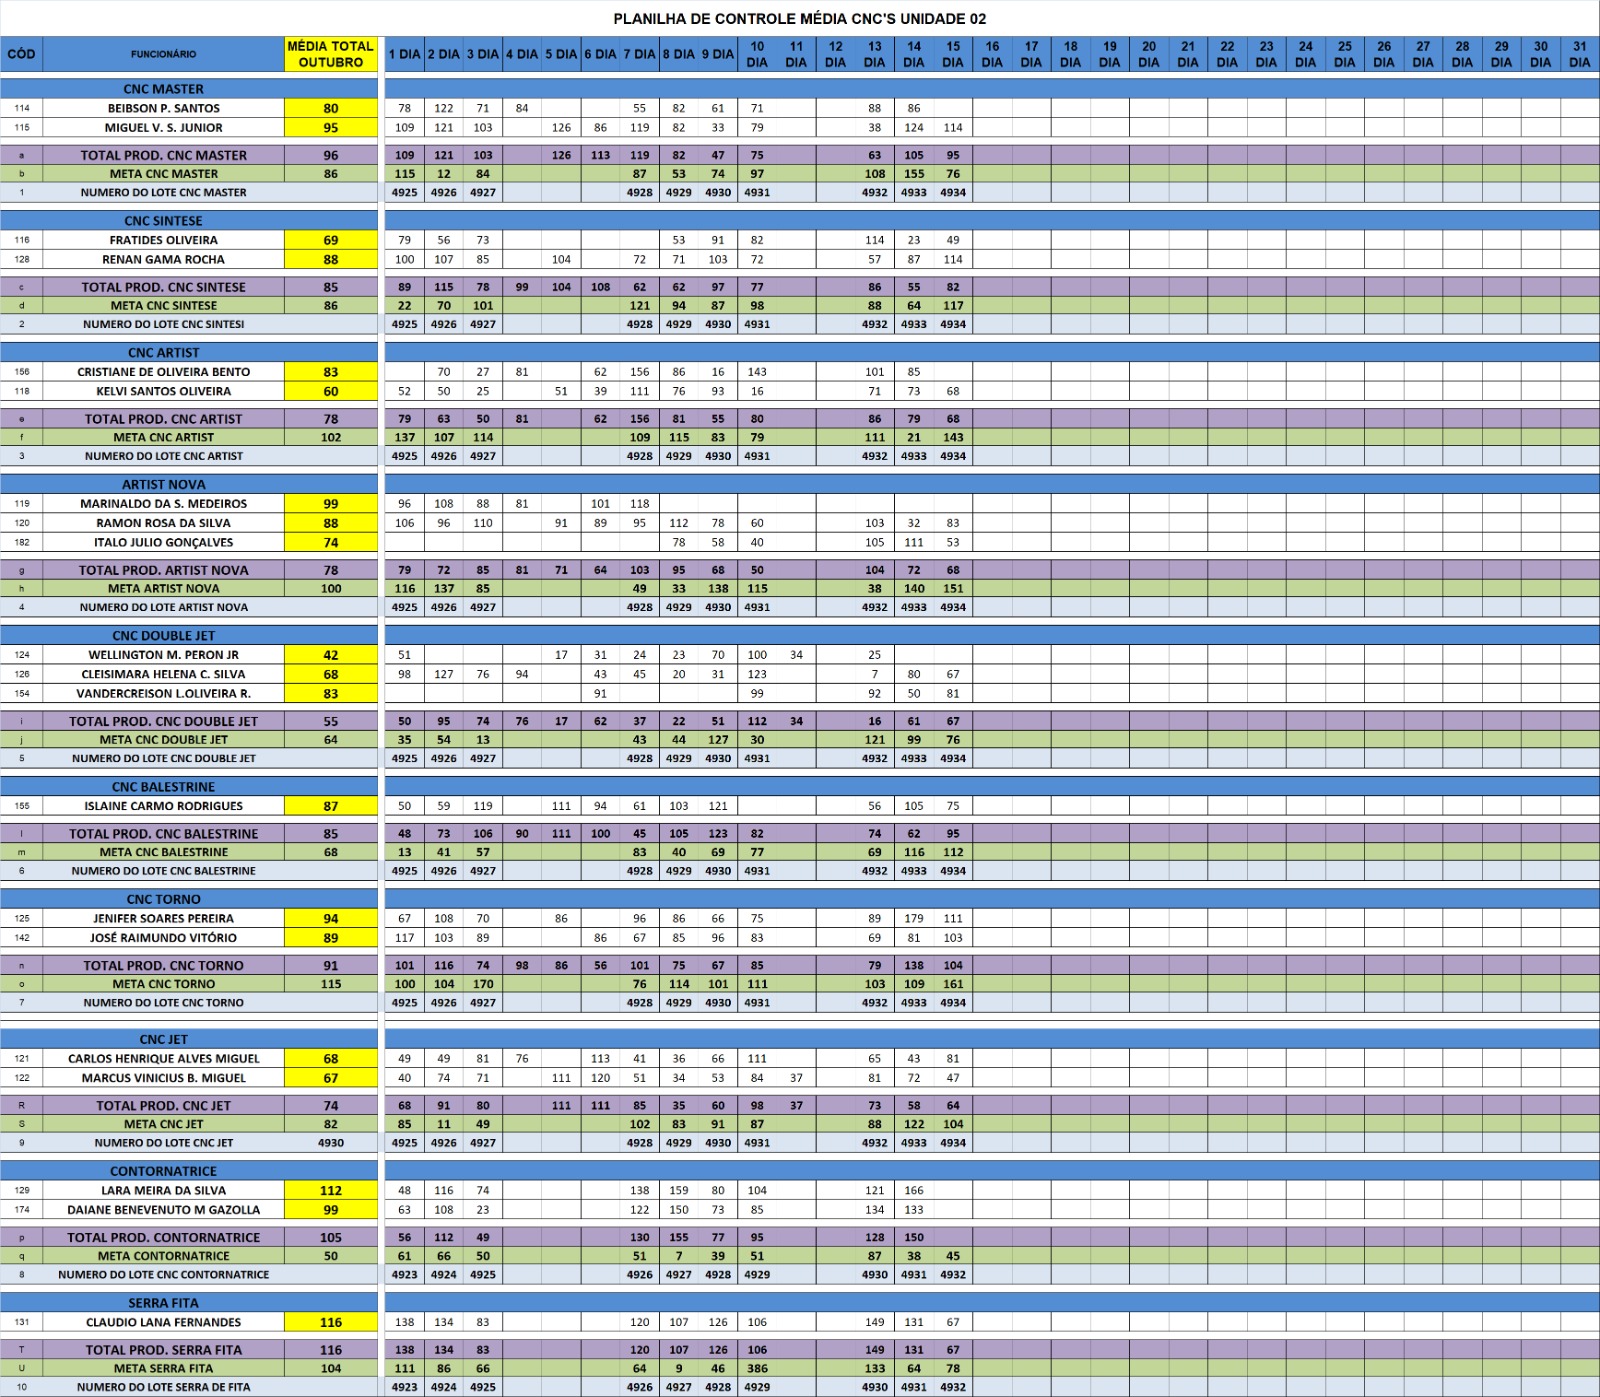 PLANILHA DE CONTROLE MÉDIA CNC'S UNIDADE 02
CÓD FUNCIONÁRIO MÉDIA TOTAL OUTUBRO 1 DIA 2 DIA 3 DIA 4 DIA 5 DIA 6 DIA 7 DIA 8 DIA 9 DIA 10 DIA 11 DIA 12 DIA 13 DIA 14 DIA 15 DIA 16 DIA 17 DIA 18 DIA 19 DIA 20 DIA 21 DIA 22 DIA 23 DIA 24 DIA 25 DIA 26 DIA 27 DIA 28 DIA 29 DIA 30 DIA 31 DIA
CNC MASTER
114 BEIBSON P. SANTOS 80 78 122 71 84 55 82 61 71 88 86
115 MIGUEL V. S. JUNIOR 95 109 121 103 126 86 119 82 33 79 38 124 114
a TOTAL PROD. CNC MASTER 96 109 121 103 126 113 119 82 47 75 63 105 95
b META CNC MASTER 86 115 12 84 87 53 74 97 108 155 76
1 NUMERO DO LOTE CNC MASTER 4925 4926 4927 4928 4929 4930 4931 4932 4933 4934
CNC SINTESE
116 FRATIDES OLIVEIRA 69 79 56 73 53 91 82 114 23 49
128 RENAN GAMA ROCHA 88 100 107 85 104 72 71 103 72 57 87 114
c TOTAL PROD. CNC SINTESE 85 89 115 78 99 104 108 62 62 97 77 86 55 82
d META CNC SINTESE 86 22 70 101 121 94 87 98 88 64 117
2 NUMERO DO LOTE CNC SINTESI 4925 4926 4927 4928 4929 4930 4931 4932 4933 4934
CNC ARTIST
156 CRISTIANE DE OLIVEIRA BENTO 83 70 27 81 62 156 86 16 143 101 85
118 KELVI SANTOS OLIVEIRA 60 52 50 25 51 39 111 76 93 16 71 73 68
e TOTAL PROD. CNC ARTIST 78 79 63 50 81 62 156 81 55 80 86 79 68
f META CNC ARTIST 102 137 107 114 109 115 83 79 111 21 143
3 NUMERO DO LOTE CNC ARTIST 4925 4926 4927 4928 4929 4930 4931 4932 4933 4934
ARTIST NOVA
119 MARINALDO DA S. MEDEIROS 99 96 108 88 81 101 118
120 RAMON ROSA DA SILVA 88 106 96 110 91 89 95 112 78 60 103 32 83
182 ITALO JULIO GONÇALVES 74 78 58 40 105 111 53
g TOTAL PROD. ARTIST NOVA 78 79 72 85 81 71 64 103 95 68 50 104 72 68
h META ARTIST NOVA 100 116 137 85 49 33 138 115 38 140 151
4 NUMERO DO LOTE ARTIST NOVA 4925 4926 4927 4928 4929 4930 4931 4932 4933 4934
CNC DOUBLE JET
124 WELLINGTON M. PERON JR 42 51 17 31 24 23 70 100 34 25
126 CLEISIMARA HELENA C. SILVA 68 98 127 76 94 43 45 20 31 123 7 80 67
154 VANDERCREISON L.OLIVEIRA R. 83 91 99 92 50 81
i TOTAL PROD. CNC DOUBLE JET 55 50 95 74 76 17 62 37 22 51 112 34 16 61 67
j META CNC DOUBLE JET 64 35 54 13 43 44 127 30 121 99 76
5 NUMERO DO LOTE CNC DOUBLE JET 4925 4926 4927 4928 4929 4930 4931 4932 4933 4934
CNC BALESTRINE
155 ISLAINE CARMO RODRIGUES 87 50 59 119 111 94 61 103 121 56 105 75
l TOTAL PROD. CNC BALESTRINE 85 48 73 106 90 111 100 45 105 123 82 74 62 95
m META CNC BALESTRINE 68 13 41 57 83 40 69 77 69 116 112
6 NUMERO DO LOTE CNC BALESTRINE 4925 4926 4927 4928 4929 4930 4931 4932 4933 4934
CNC TORNO
125 JENIFER SOARES PEREIRA 94 67 108 70 86 96 86 66 75 89 179 111
142 JOSÉ RAIMUNDO VITÓRIO 89 117 103 89 86 67 85 96 83 69 81 103
n TOTAL PROD. CNC TORNO 91 101 116 74 98 86 56 101 75 67 85 79 138 104
o META CNC TORNO 115 100 104 170 76 114 101 111 103 109 161
7 NUMERO DO LOTE CNC TORNO 4925 4926 4927 4928 4929 4930 4931 4932 4933 4934
CNC JET
121 CARLOS HENRIQUE ALVES MIGUEL 68 49 49 81 76 113 41 36 66 111 65 43 81
122 MARCUS VINICIUS B. MIGUEL 67 40 74 71 111 120 51 34 53 84 37 81 72 47
R TOTAL PROD. CNC JET 74 68 91 80 111 111 85 35 60 98 37 73 58 64
S META CNC JET 82 85 11 49 102 83 91 87 88 122 104
9 NUMERO DO LOTE CNC JET 4930 4925 4926 4927 4928 4929 4930 4931 4932 4933 4934
CONTORNATRICE
129 LARA MEIRA DA SILVA 112 48 116 74 138 159 80 104 121 166
174 DAIANE BENEVENUTO M GAZOLLA 99 63 108 23 122 150 73 85 134 133
p TOTAL PROD. CONTORNATRICE 105 56 112 49 130 155 77 95 128 150
q META CONTORNATRICE 50 61 66 50 51 7 39 51 87 38 45
8 NUMERO DO LOTE CNC CONTORNATRICE 4923 4924 4925 4926 4927 4928 4929 4930 4931 4932
SERRA FITA
131 CLAUDIO LANA FERNANDES 116 138 134 83 120 107 126 106 149 131 67
T TOTAL PROD. SERRA FITA 116 138 134 83 120 107 126 106 149 131 67
U META SERRA FITA 104 111 86 66 64 9 46 386 133 64 78
10 NUMERO DO LOTE SERRA DE FITA 4923 4924 4925 4926 4927 4928 4929 4930 4931 4932